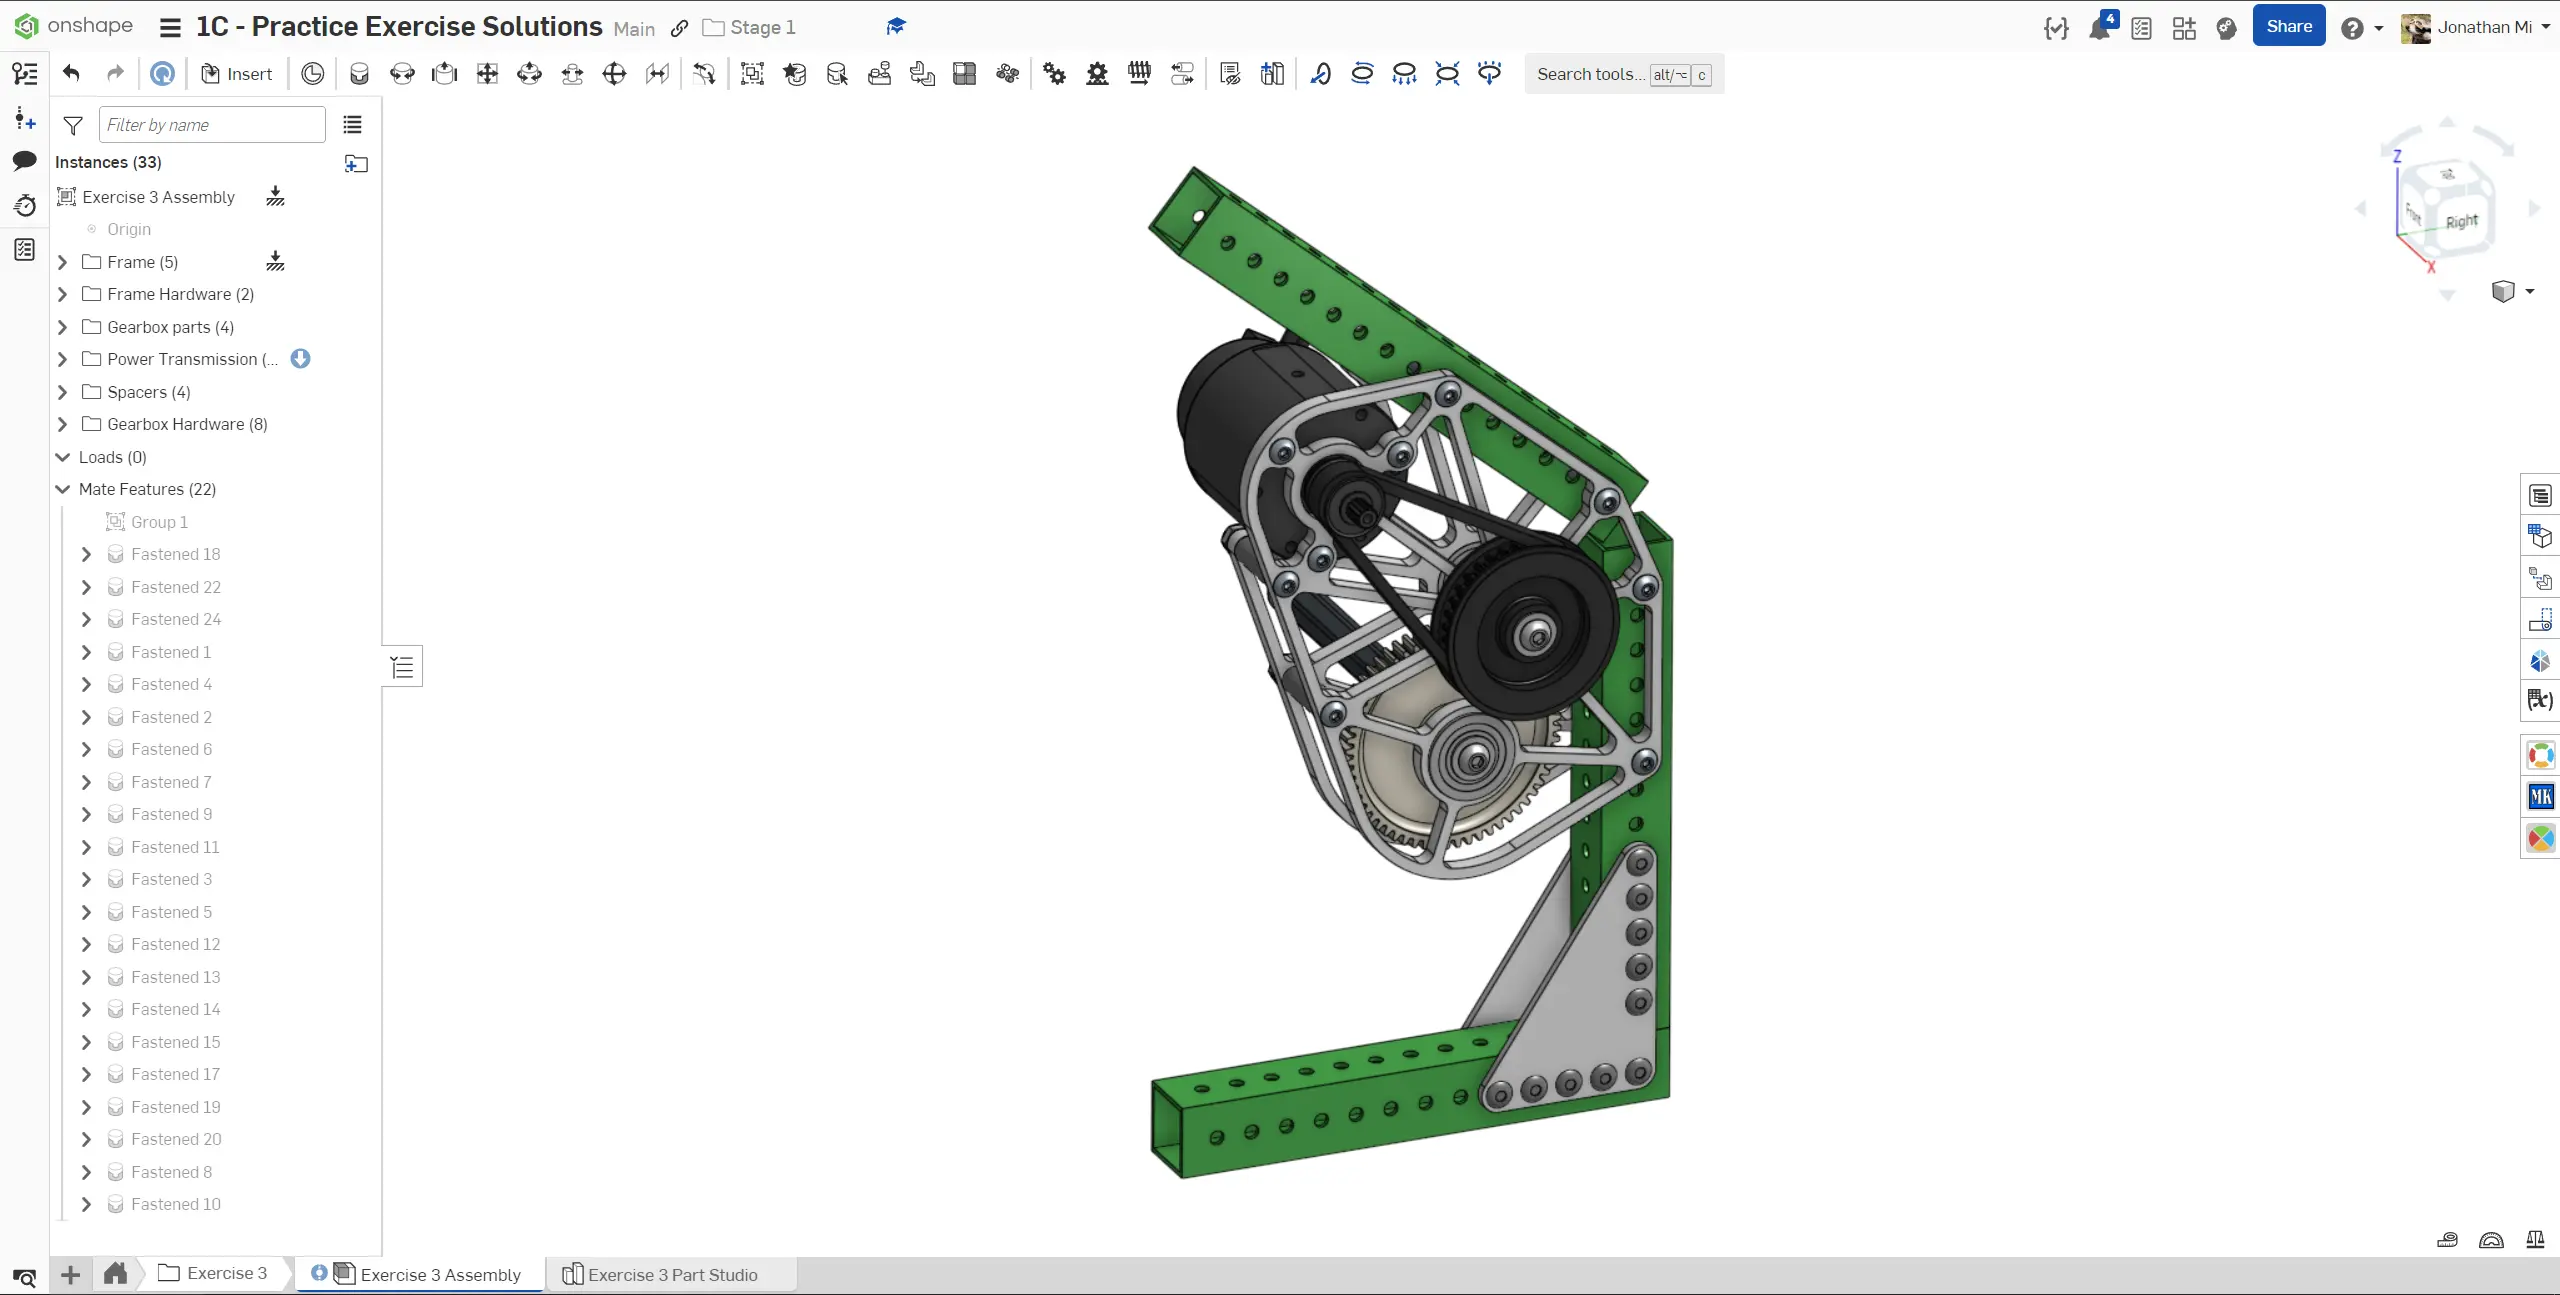 onshape
1C - Practice Exercise Solutions Main Stage 1
4
Share
Jonathan Mi
Insert
Search tools... alt/⌥ c
Filter by name
Instances (33)
Exercise 3 Assembly
Origin
Frame (5)
Frame Hardware (2)
Gearbox parts (4)
Power Transmission (...
Spacers (4)
Gearbox Hardware (8)
Loads (0)
Mate Features (22)
Group 1
Fastened 18
Fastened 22
Fastened 24
Fastened 1
Fastened 4
Fastened 2
Fastened 6
Fastened 7
Fastened 9
Fastened 11
Fastened 3
Fastened 5
Fastened 12
Fastened 13
Fastened 14
Fastened 15
Fastened 17
Fastened 19
Fastened 20
Fastened 8
Fastened 10
Z
Front
Right
X
(x)
MK
Exercise 3
Exercise 3 Assembly
Exercise 3 Part Studio